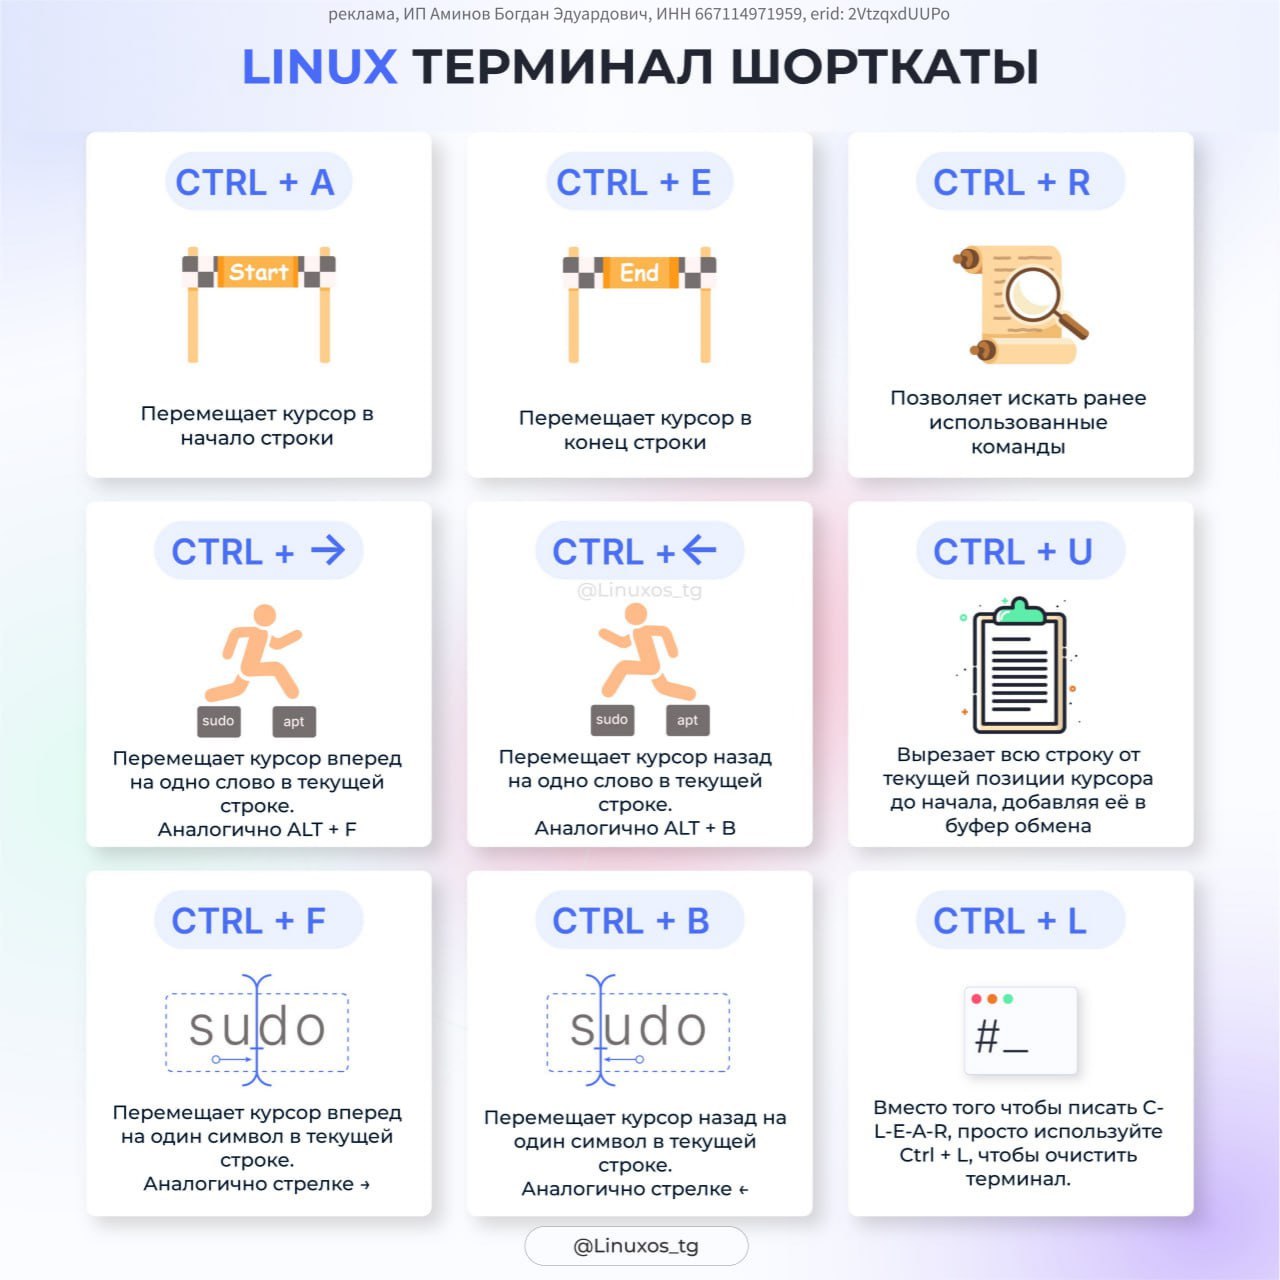 реклама, ИП Аминов Богдан Эдуардович, ИНН 667114971959, erid: 2VtzqxdUUPo
LINUX ТЕРМИНАЛ ШОРТКАТЫ
CTRL + A
Start
Перемещает курсор в
начало строки
CTRL + E
End
Перемещает курсор в
конец строки
CTRL + R
Позволяет искать ранее
использованные
команды
CTRL + →
sudo
apt
Перемещает курсор вперед
на одно слово в текущей
строке.
Аналогично ALT + F
CTRL + ←
@Linuxos_tg
sudo
apt
Перемещает курсор назад
на одно слово в текущей
строке.
Аналогично ALT + B
CTRL + U
Вырезает всю строку от
текущей позиции курсора
до начала, добавляя её в
буфер обмена
CTRL + F
sudo
Перемещает курсор вперед
на один символ в текущей
строке.
Аналогично стрелке →
CTRL + B
sudo
Перемещает курсор назад на
один символ в текущей
строке.
Аналогично стрелке ←
CTRL + L
#_
Вместо того чтобы писать C-
L-E-A-R, просто используйте
Ctrl + L, чтобы очистить
терминал.
@Linuxos_tg